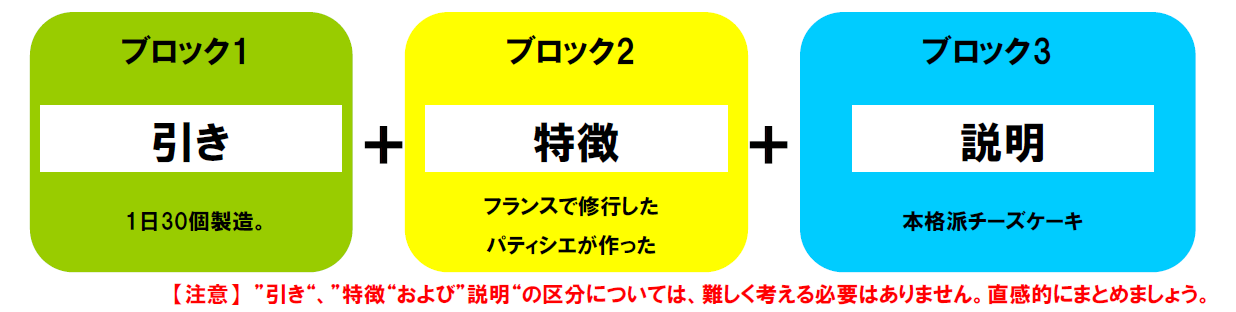 ブロック1
引き
1日30個製造。
+
ブロック2
特徴
フランスで修行した
パティシエが作った
+
ブロック3
説明
本格派チーズケーキ
【注意】”引き“、”特徴“および”説明“の区分については、難しく考える必要はありません。直感的にまとめましょう。